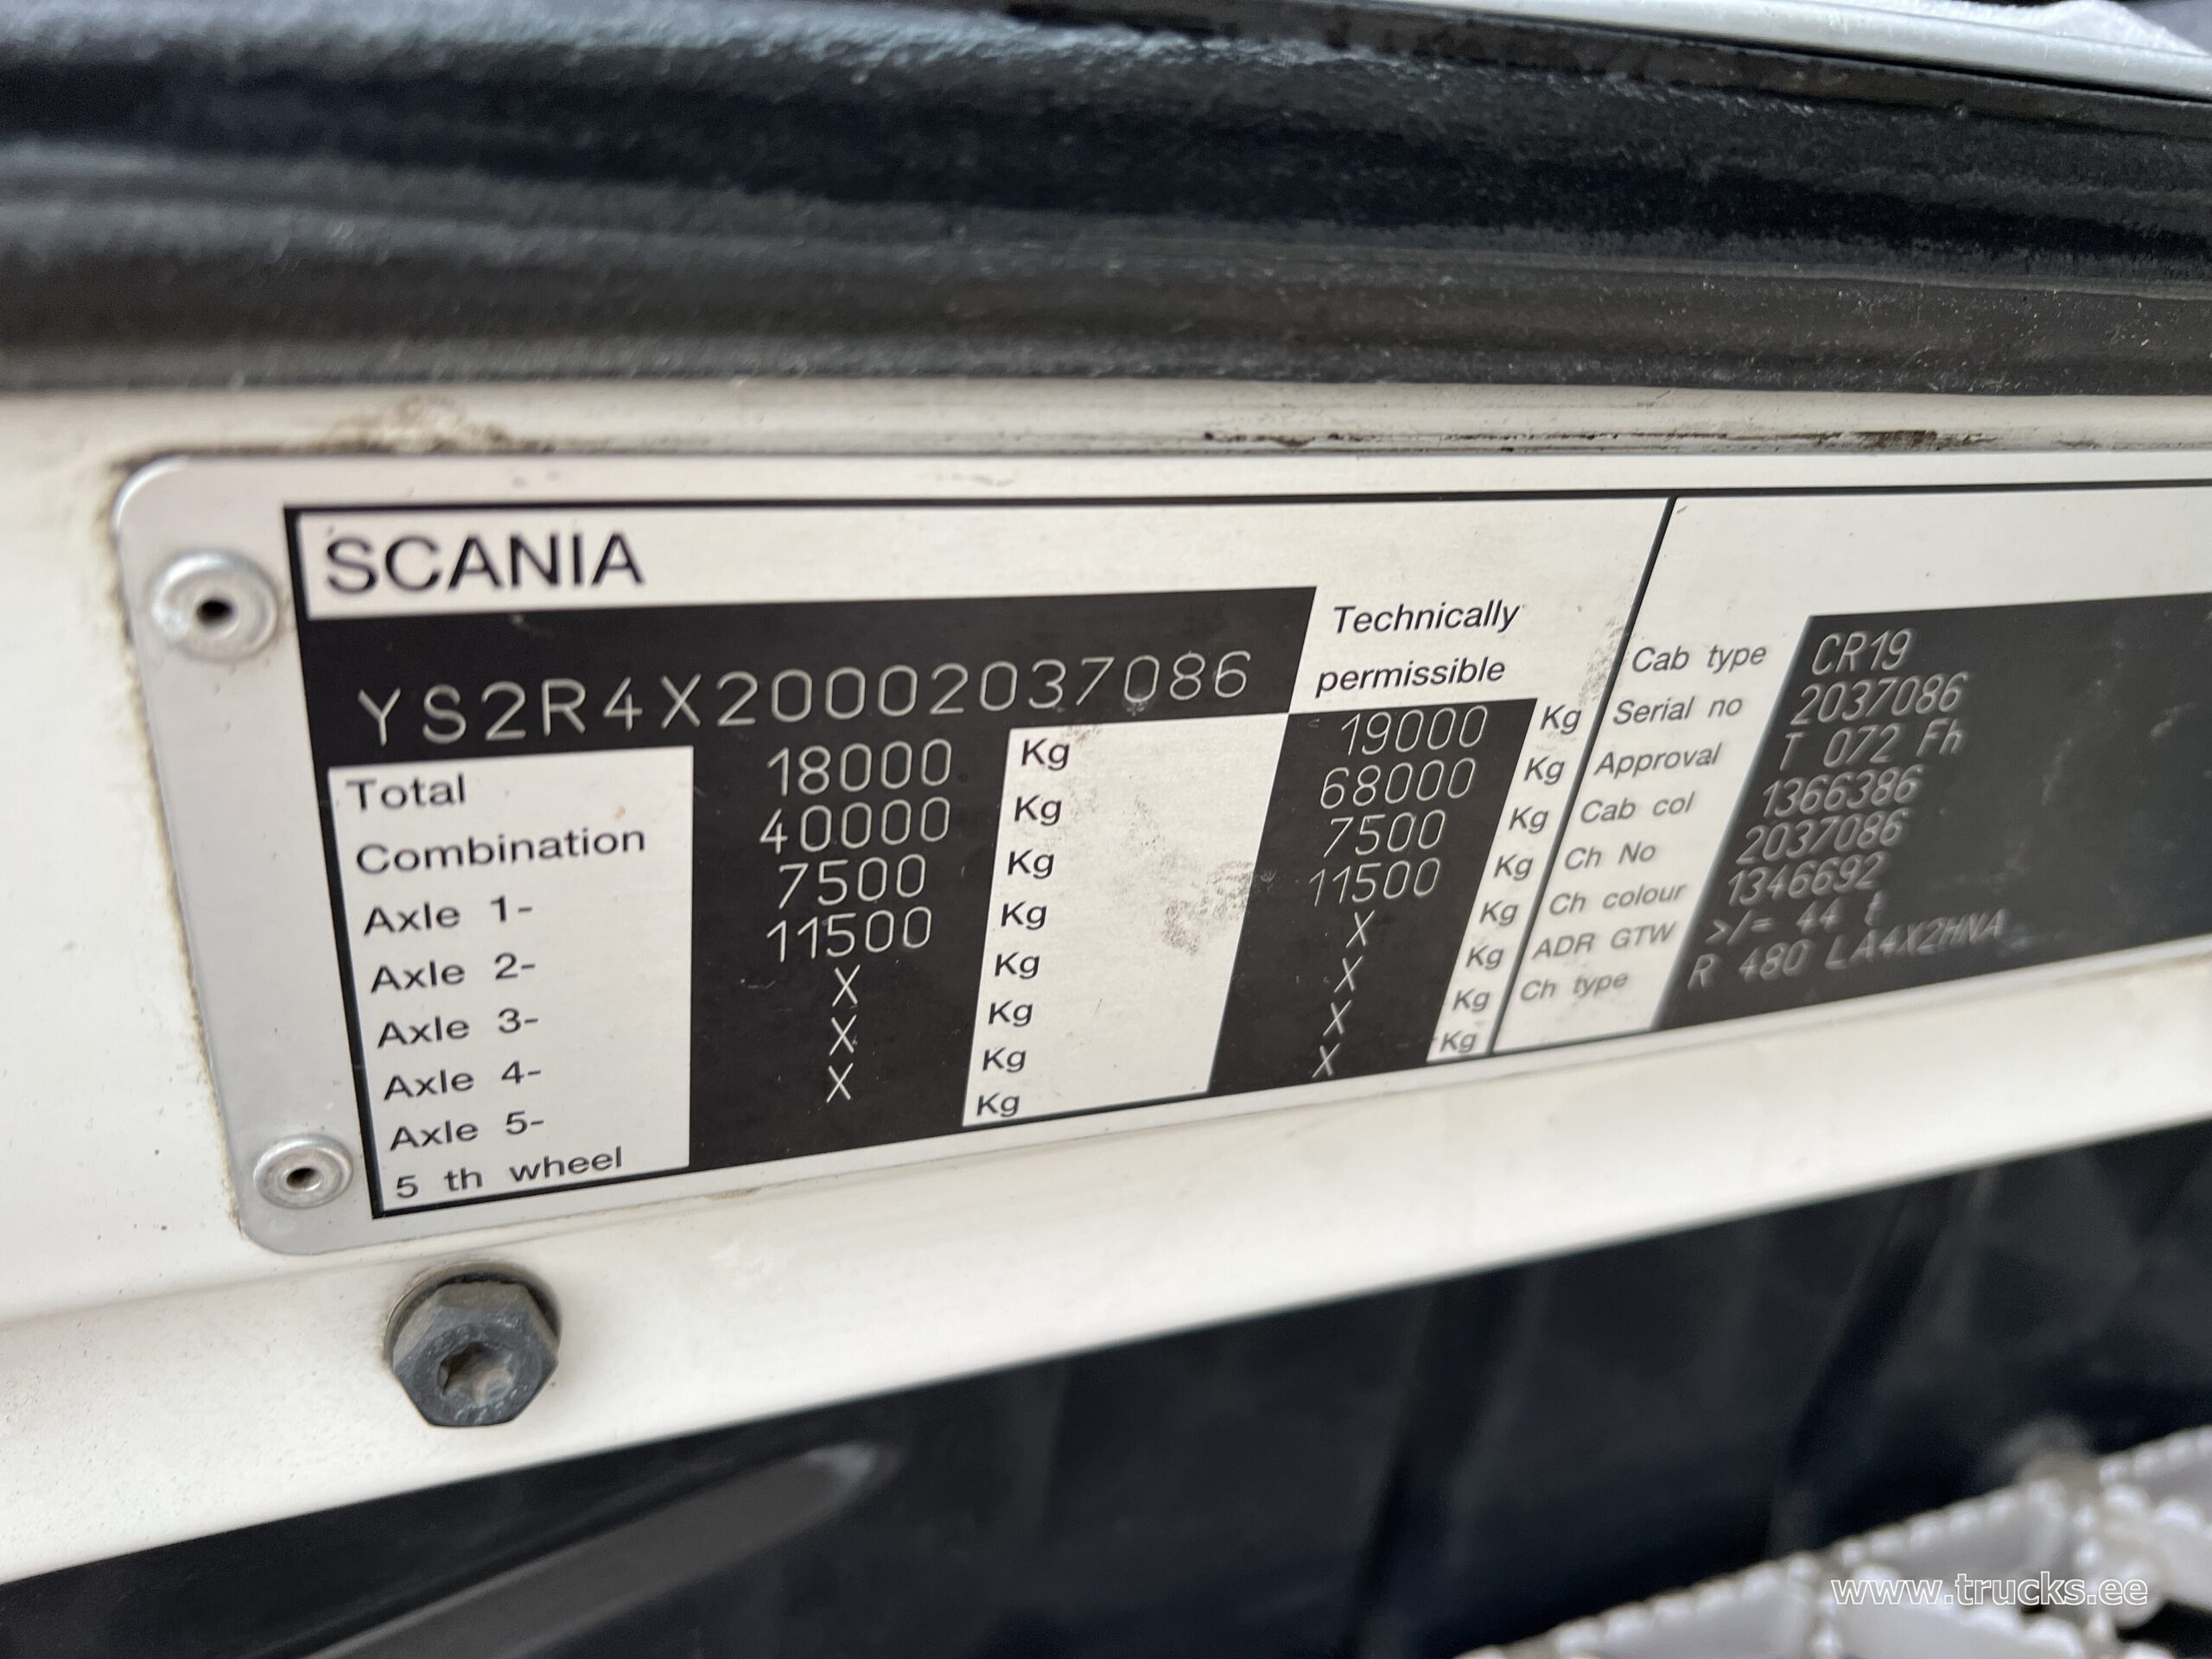 SCANIA
YS2R4X20002037086
Technically
permissible
Total 18000 Kg 19000 Kg
Combination 40000 Kg 68000 Kg
Axle 1- 7500 Kg 7500 Kg
Axle 2- 11500 Kg 11500 Kg
Axle 3- X Kg X Kg
Axle 4- X Kg X Kg
Axle 5- X Kg X Kg
5 th wheel Kg X Kg
Cab type CR19
Serial no 2037086
Approval T 072 Fh
Cab col 1366386
Ch No 2037086
Ch colour 1346692
ADR GTW >/= 44 t
Ch type R 480 LA4X2HNA
www.trucks.ee